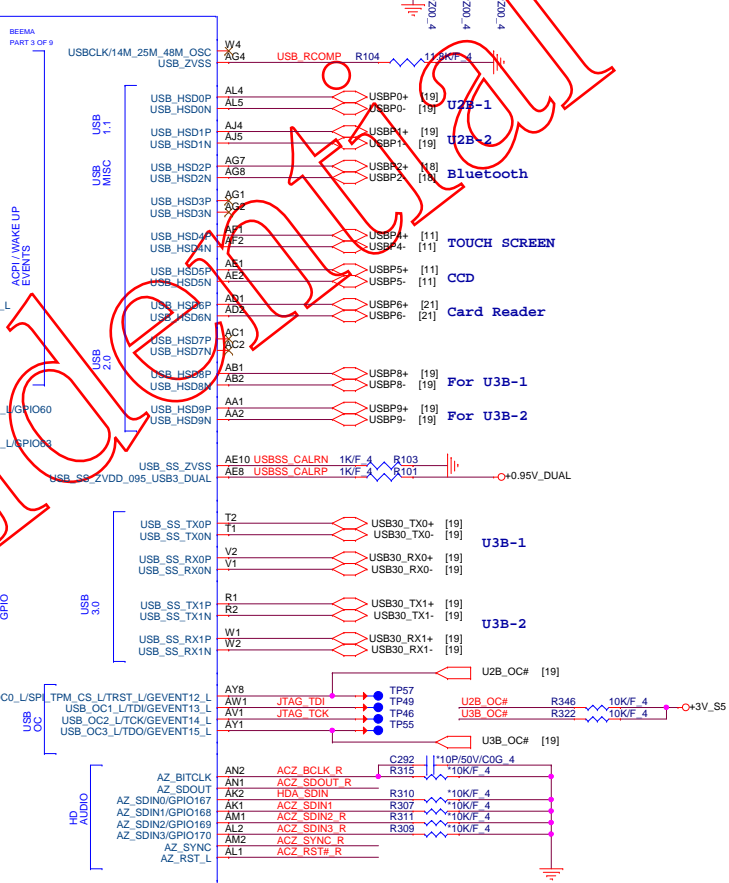 Z00_4 Z00_4 Z00_4
BEEMA
PART 3 OF 9
USBCLK/14M_25M_48M_OSC W4
USB_ZVSS AG4 USB_RCOMP R104 11.8K/F_4
USB_HSD0P AL4 USBP0+ [19]
USB_HSD0N AL5 USBP0- [19] U2B-1
USB_HSD1P AJ4 USBP1+ [19]
USB_HSD1N AJ5 USBP1- [19] U2B-2
USB_HSD2P AG7 USBP2+ [18]
USB_HSD2N AG8 USBP2- [18] Bluetooth
USB_HSD3P AG1
USB_HSD3N AG2
USB_HSD4P AF1 USBP4+ [11]
USB_HSD4N AF2 USBP4- [11] TOUCH SCREEN
USB_HSD5P AE1 USBP5+ [11]
USB_HSD5N AE2 USBP5- [11] CCD
USB_HSD6P AD1 USBP6+ [21]
USB_HSD6N AD2 USBP6- [21] Card Reader
USB_HSD7P AC1
USB_HSD7N AC2
USB_HSD8P AB1 USBP8+ [19]
USB_HSD8N AB2 USBP8- [19] For U3B-1
USB_HSD9P AA1 USBP9+ [19]
USB_HSD9N AA2 USBP9- [19] For U3B-2
USB 1.1
USB MISC
ACPI / WAKE UP EVENTS
USB 2.0
_L
_L/GPIO60
_L/GPIO63
USB_SS_ZVSS AE10 USBSS_CALRN 1K/F_4 R103
USB_SS_ZVDD_095_USB3_DUAL AE8 USBSS_CALRP 1K/F_4 R101 +0.95V_DUAL
USB_SS_TX0P T2 USB30_TX0+ [19]
USB_SS_TX0N T1 USB30_TX0- [19]
U3B-1
USB_SS_RX0P V2 USB30_RX0+ [19]
USB_SS_RX0N V1 USB30_RX0- [19]
GPIO
USB 3.0
USB_SS_TX1P R1 USB30_TX1+ [19]
USB_SS_TX1N R2 USB30_TX1- [19]
U3B-2
USB_SS_RX1P W1 USB30_RX1+ [19]
USB_SS_RX1N W2 USB30_RX1- [19]
U2B_OC# [19]
OC0_L/SPI_TPM_CS_L/TRST_L/GEVENT12_L AY8 TP57
USB_OC1_L/TDI/GEVENT13_L AW1 JTAG_TDI TP49 U2B_OC# R346 10K/F_4 +3V_S5
USB_OC2_L/TCK/GEVENT14_L AV1 JTAG_TCK TP46 U3B_OC# R322 10K/F_4
USB_OC3_L/TDO/GEVENT15_L AY1 TP55
USB OC
U3B_OC# [19]
C292 *10P/50V/C0G_4
AZ_BITCLK AN2 ACZ_BCLK_R R315 *10K/F_4
AZ_SDOUT AN1 ACZ_SDOUT_R
AZ_SDIN0/GPIO167 AK2 HDA_SDIN R310 *10K/F_4
AZ_SDIN1/GPIO168 AK1 ACZ_SDIN1 R307 *10K/F_4
AZ_SDIN2/GPIO169 AM1 ACZ_SDIN2_R R311 *10K/F_4
AZ_SDIN3/GPIO170 AL2 ACZ_SDIN3_R R309 *10K/F_4
AZ_SYNC AM2 ACZ_SYNC_R
AZ_RST_L AL1 ACZ_RST#_R
HD AUDIO
dential